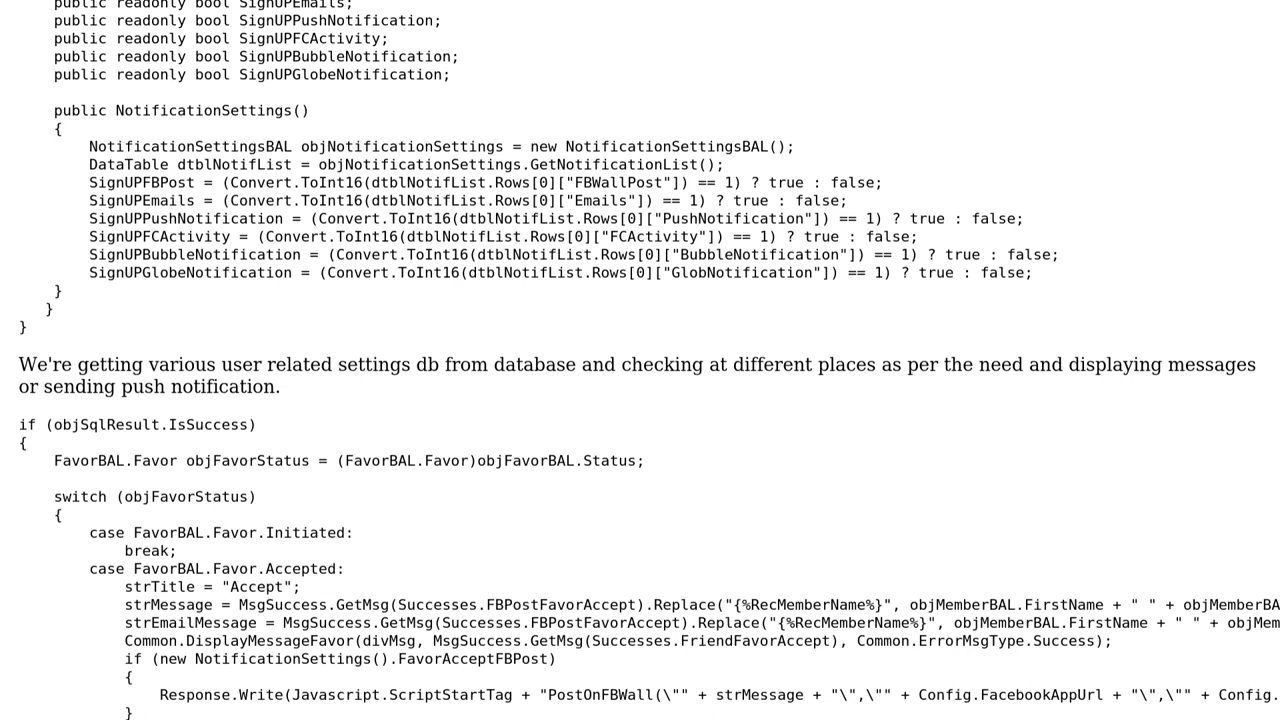 public readonly bool SignUPEmails;
public readonly bool SignUPPushNotification;
public readonly bool SignUPFCActivity;
public readonly bool SignUPBubbleNotification;
public readonly bool SignUPGlobeNotification;
public NotificationSettings()
{
NotificationSettingsBAL objNotificationSettings = new NotificationSettingsBAL();
DataTable dtblNotifList = objNotificationSettings.GetNotificationList();
SignUPFBPost = (Convert.ToInt16(dtblNotifList.Rows[0]["FBWallPost"]) == 1) ? true : false;
SignUPEmails = (Convert.ToInt16(dtblNotifList.Rows[0]["Emails"]) == 1) ? true : false;
SignUPPushNotification = (Convert.ToInt16(dtblNotifList.Rows[0]["PushNotification"]) == 1) ? true : false;
SignUPFCActivity = (Convert.ToInt16(dtblNotifList.Rows[0]["FCActivity"]) == 1) ? true : false;
SignUPBubbleNotification = (Convert.ToInt16(dtblNotifList.Rows[0]["BubbleNotification"]) == 1) ? true : false;
SignUPGlobeNotification = (Convert.ToInt16(dtblNotifList.Rows[0]["GlobNotification"]) == 1) ? true : false;
}
}
}
We're getting various user related settings db from database and checking at different places as per the need and displaying messages
or sending push notification.
if (objSqlResult.IsSuccess)
{
FavorBAL.Favor objFavorStatus = (FavorBAL.Favor)objFavorBAL.Status;
switch (objFavorStatus)
{
case FavorBAL.Favor.Initiated:
break;
case FavorBAL.Favor.Accepted:
strTitle = "Accept";
strMessage = MsgSuccess.GetMsg(Successes.FBPostFavorAccept).Replace("{%RecMemberName%}", objMemberBAL.FirstName + " " + objMemberBA
strEmailMessage = MsgSuccess.GetMsg(Successes.FBPostFavorAccept).Replace("{%RecMemberName%}", objMemberBAL.FirstName + " " + objMem
Common.DisplayMessageFavor(divMsg, MsgSuccess.GetMsg(Successes.FriendFavorAccept), Common.ErrorMsgType.Success);
if (new NotificationSettings().FavorAcceptFBPost)
{
Response.Write(Javascript.ScriptStartTag + "PostOnFBWall(\"" + strMessage + "\",\"" + Config.FacebookAppUrl + "\",\"" + Config.
}